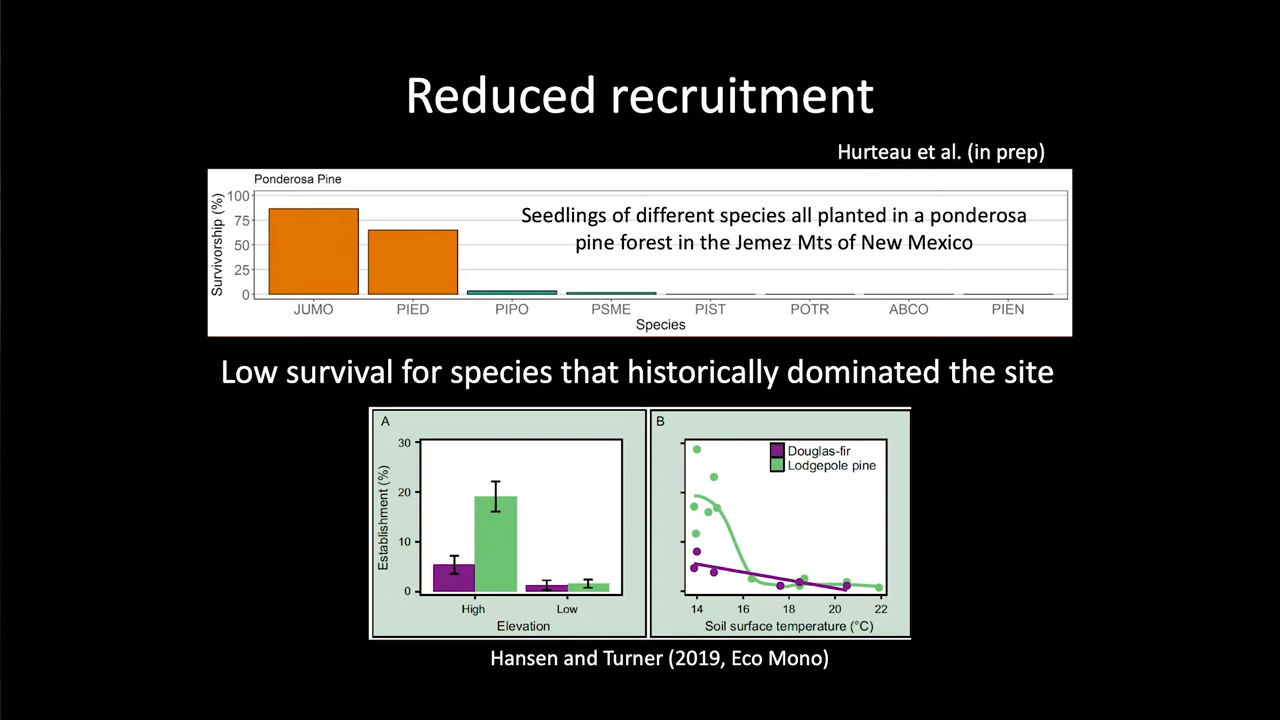 Reduced recruitment
Hurteau et al. (in prep)
Ponderosa Pine
Survivorship (%)
100
75
50
25
0
Seedlings of different species all planted in a ponderosa
pine forest in the Jemez Mts of New Mexico
JUMO PIED PIPO PSME PIST POTR ABCO PIEN
Species
Low survival for species that historically dominated the site
A
Establishment (%)
30
20
10
0
High Low
Elevation
B
Douglas-fir
Lodgepole pine
14 16 18 20 22
Soil surface temperature (°C)
Hansen and Turner (2019, Eco Mono)